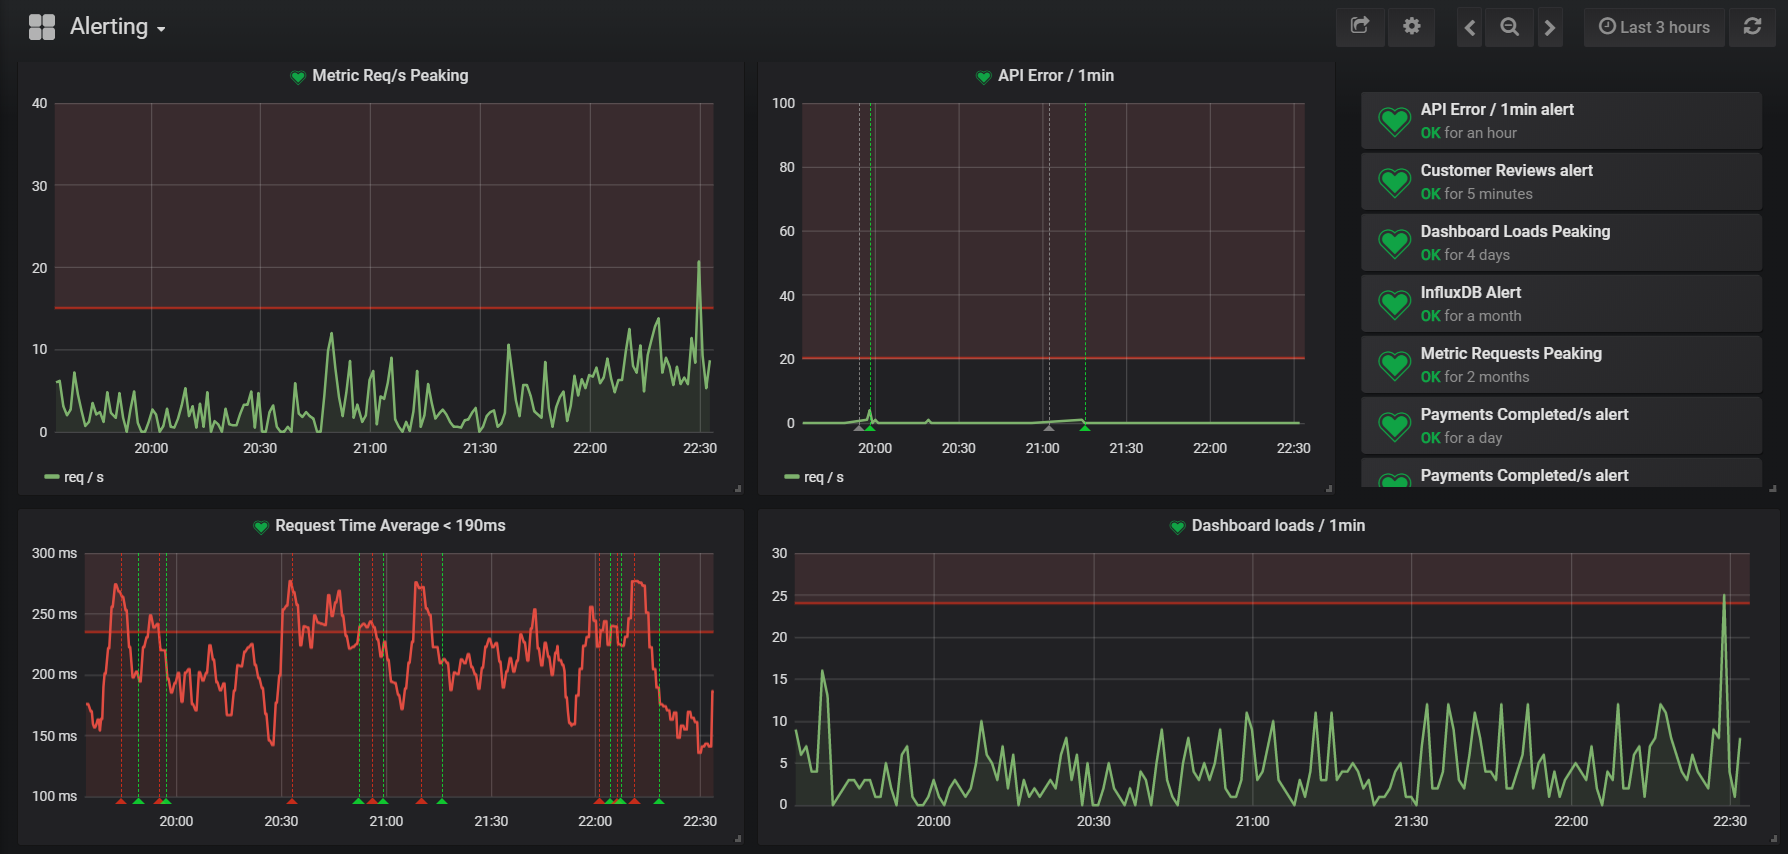 Alerting
Last 3 hours
Metric Req/s Peaking
40
30
20
10
0
20:00 20:30 21:00 21:30 22:00 22:30
req / s
API Error / 1min
100
80
60
40
20
0
20:00 20:30 21:00 21:30 22:00 22:30
req / s
API Error / 1min alert
OK for an hour
Customer Reviews alert
OK for 5 minutes
Dashboard Loads Peaking
OK for 4 days
InfluxDB Alert
OK for a month
Metric Requests Peaking
OK for 2 months
Payments Completed/s alert
OK for a day
Payments Completed/s alert
Request Time Average < 190ms
300 ms
250 ms
200 ms
150 ms
100 ms
20:00 20:30 21:00 21:30 22:00 22:30
Dashboard loads / 1min
30
25
20
15
10
5
0
20:00 20:30 21:00 21:30 22:00 22:30